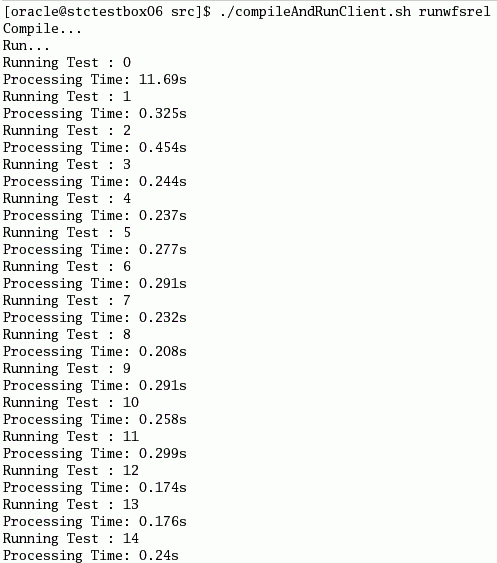 [oracle@stctestbox06 src]$ ./compileAndRunClient.sh runwfsrel
Compile...
Run...
Running Test : 0
Processing Time: 11.69s
Running Test : 1
Processing Time: 0.325s
Running Test : 2
Processing Time: 0.454s
Running Test : 3
Processing Time: 0.244s
Running Test : 4
Processing Time: 0.237s
Running Test : 5
Processing Time: 0.277s
Running Test : 6
Processing Time: 0.291s
Running Test : 7
Processing Time: 0.232s
Running Test : 8
Processing Time: 0.208s
Running Test : 9
Processing Time: 0.291s
Running Test : 10
Processing Time: 0.258s
Running Test : 11
Processing Time: 0.299s
Running Test : 12
Processing Time: 0.174s
Running Test : 13
Processing Time: 0.176s
Running Test : 14
Processing Time: 0.24s